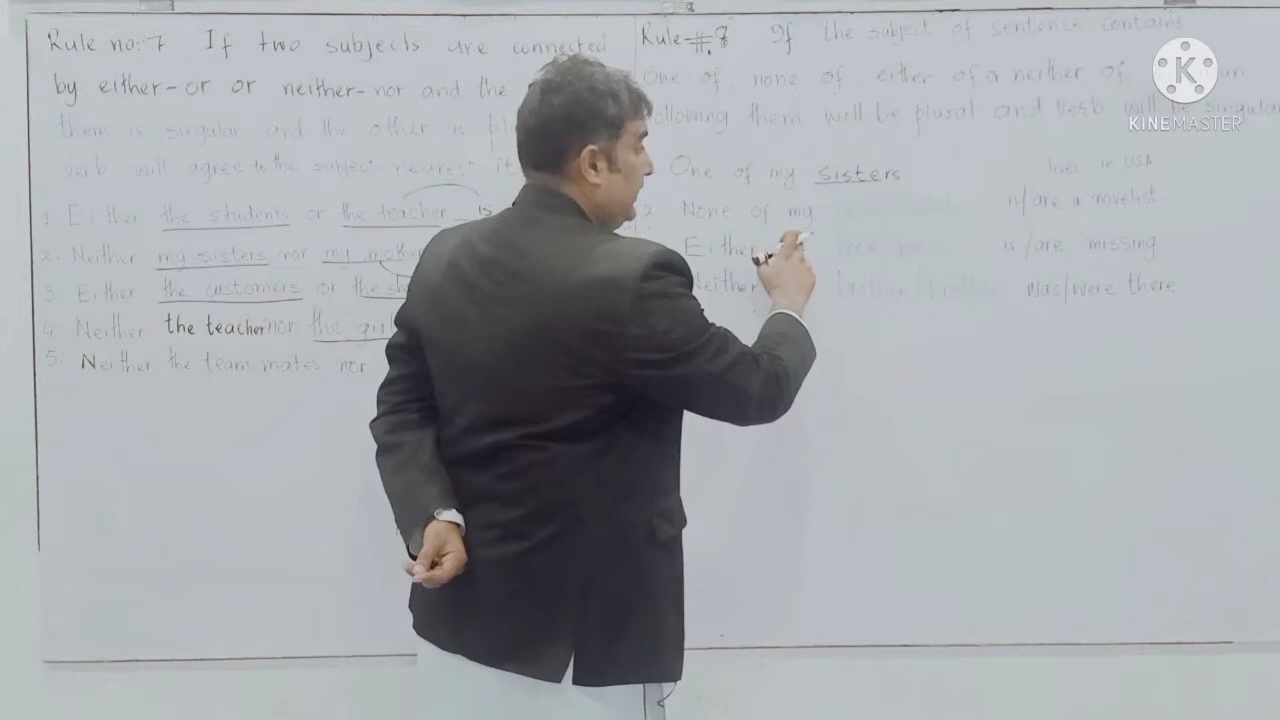 Rule no:7 If two subjects are connected
by either-or or neither-nor and the
them is singular and the other is pl
verb will agree to the subject nearest it
1. Either the students or the teacher is
2. Neither my sisters nor my mother
3. Either the customers or the
4. Neither the teacher nor the girl
5. Neither the team mates nor
Rule-#.8 If the subject of sentence contains
One of, none of either of or neither of,
following them will be plural and verb will be singular
One of my sisters lives in USA
2. None of my is/are a novelist
Either is/are missing
Neither was/were there
K
KINEMASTER